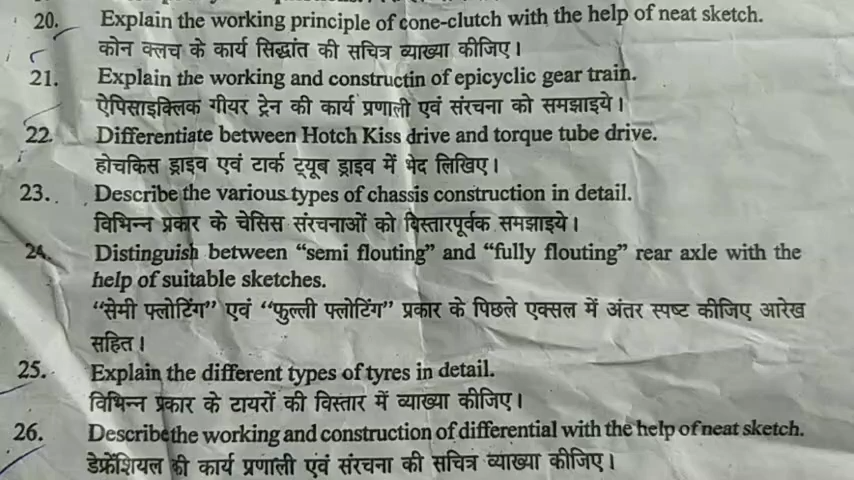 20. Explain the working principle of cone-clutch with the help of neat sketch.
कोन क्लच के कार्य सिद्धांत की सचित्र व्याख्या कीजिए।
21. Explain the working and constructin of epicyclic gear train.
ऐपिसाइक्लिक गीयर ट्रेन की कार्य प्रणाली एवं संरचना को समझाइये।
22. Differentiate between Hotch Kiss drive and torque tube drive.
होचकिस ड्राइव एवं टार्क ट्यूब ड्राइव में भेद लिखिए।
23. Describe the various types of chassis construction in detail.
विभिन्न प्रकार के चेसिस संरचनाओं को विस्तारपूर्वक समझाइये।
24. Distinguish between “semi flouting” and “fully flouting” rear axle with the
help of suitable sketches.
“सेमी फ्लोटिंग” एवं “फुल्ली फ्लोटिंग” प्रकार के पिछले एक्सल में अंतर स्पष्ट कीजिए आरेख
सहित।
25. Explain the different types of tyres in detail.
विभिन्न प्रकार के टायरों की विस्तार में व्याख्या कीजिए।
26. Describe the working and construction of differential with the help of neat sketch.
डेफ्रेंशियल की कार्य प्रणाली एवं संरचना की सचित्र व्याख्या कीजिए।